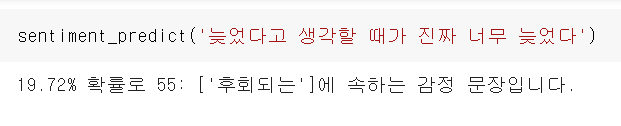 sentiment_predict('늦었다고 생각할 때가 진짜 너무 늦었다')
19.72% 확률로 55: ['후회되는']에 속하는 감정 문장입니다.